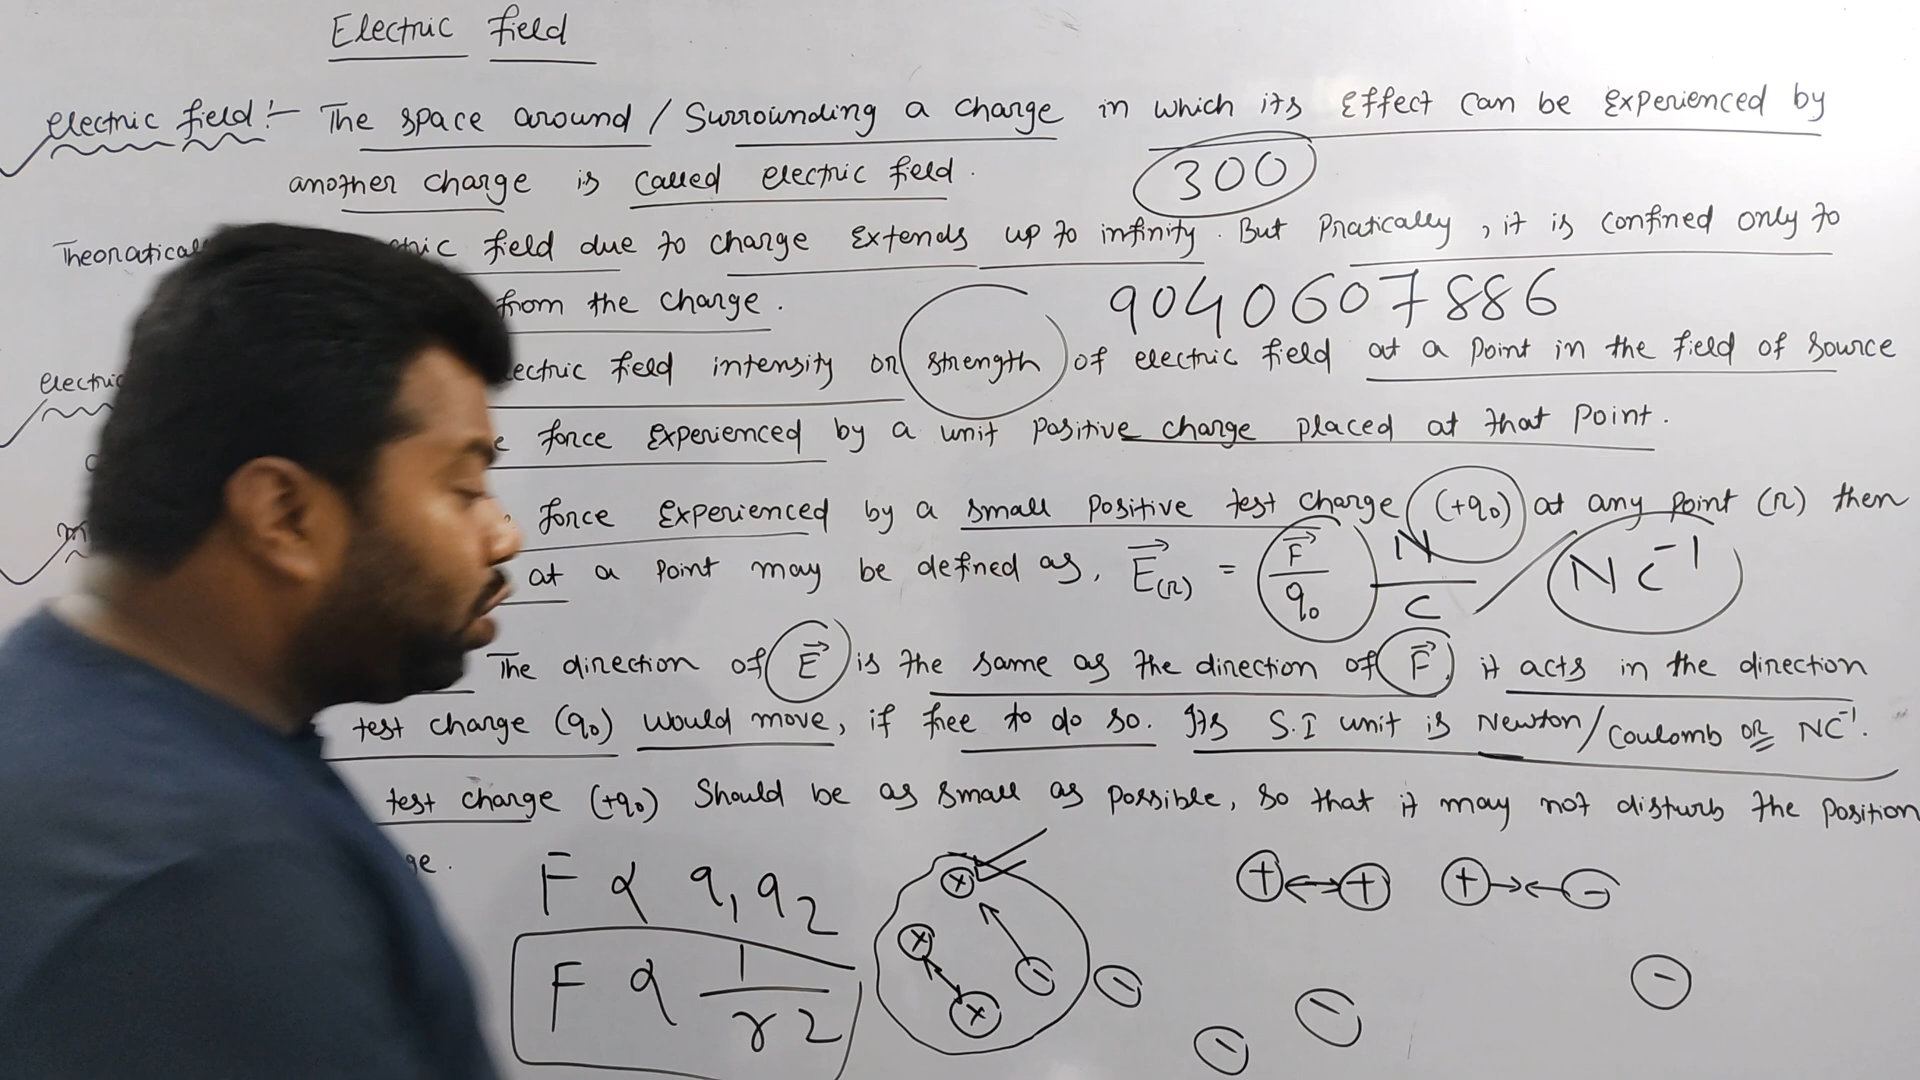 Electric field
electric field :- The space around / Surrounding a charge in which its Effect can be Experienced by
another charge is called electric field.
300
field due to charge Extends up to infinity. But Pratically, it is confined only to
from the charge.
9040607886
field intensity or strength of electric field at a point in the field of source
force Experienced by a unit positive charge placed at that point.
force Experienced by a small positive test charge (+q₀) at any point (r) then
at a point may be defined as, E⃗(r) = F⃗/q₀ N/C / NC⁻¹
The direction of E⃗ is the same as the direction of F⃗, it acts in the direction
test charge (q₀) would move, if free to do so. Its S.I unit is Newton/Coulomb or NC⁻¹.
test charge (+q₀) Should be as small as possible, so that it may not disturb the position
F ∝ q₁q₂
F ∝ 1/r2
+ + + -
x x x - - - - -